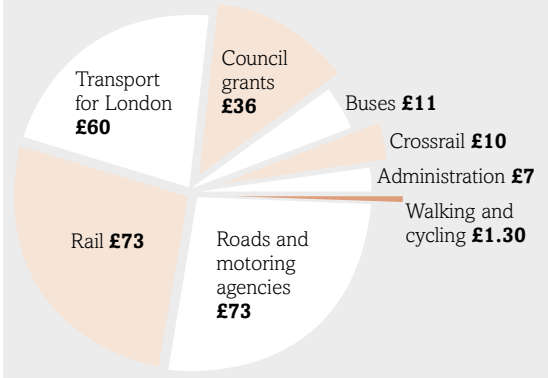 Transport
for London
£60
Council
grants
£36
Buses £11
Crossrail £10
Administration £7
Walking and
cycling £1.30
Roads and
motoring
agencies
£73
Rail £73